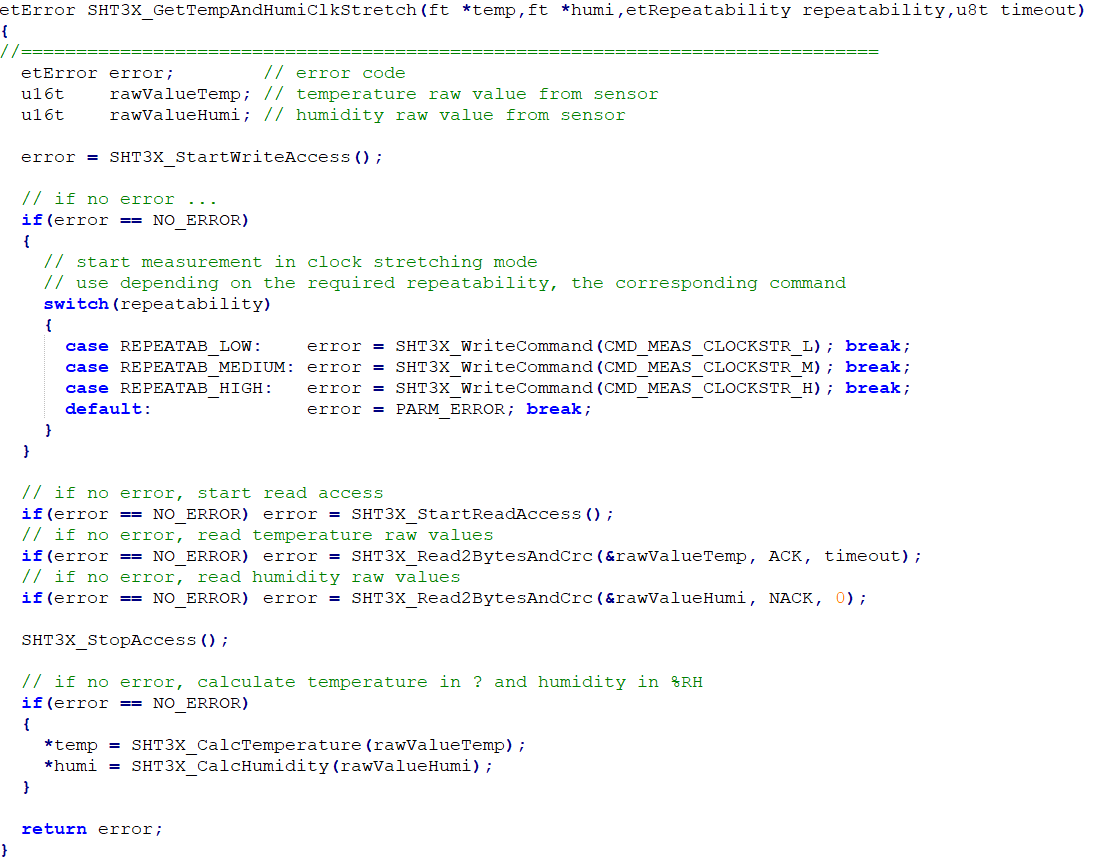 etError SHT3X_GetTempAndHumiClkStretch(ft *temp,ft *humi,etRepeatability repeatability,u8t timeout)
{
//==============================================================================
  etError error;        // error code
  u16t    rawValueTemp; // temperature raw value from sensor
  u16t    rawValueHumi; // humidity raw value from sensor

  error = SHT3X_StartWriteAccess();

  // if no error ...
  if(error == NO_ERROR)
  {
    // start measurement in clock stretching mode
    // use depending on the required repeatability, the corresponding command
    switch(repeatability)
    {
      case REPEATAB_LOW:    error = SHT3X_WriteCommand(CMD_MEAS_CLOCKSTR_L); break;
      case REPEATAB_MEDIUM: error = SHT3X_WriteCommand(CMD_MEAS_CLOCKSTR_M); break;
      case REPEATAB_HIGH:   error = SHT3X_WriteCommand(CMD_MEAS_CLOCKSTR_H); break;
      default:              error = PARM_ERROR; break;
    }
  }

  // if no error, start read access
  if(error == NO_ERROR) error = SHT3X_StartReadAccess();
  // if no error, read temperature raw values
  if(error == NO_ERROR) error = SHT3X_Read2BytesAndCrc(&rawValueTemp, ACK, timeout);
  // if no error, read humidity raw values
  if(error == NO_ERROR) error = SHT3X_Read2BytesAndCrc(&rawValueHumi, NACK, 0);

  SHT3X_StopAccess();

  // if no error, calculate temperature in ? and humidity in %RH
  if(error == NO_ERROR)
  {
    *temp = SHT3X_CalcTemperature(rawValueTemp);
    *humi = SHT3X_CalcHumidity(rawValueHumi);
  }

  return error;
}